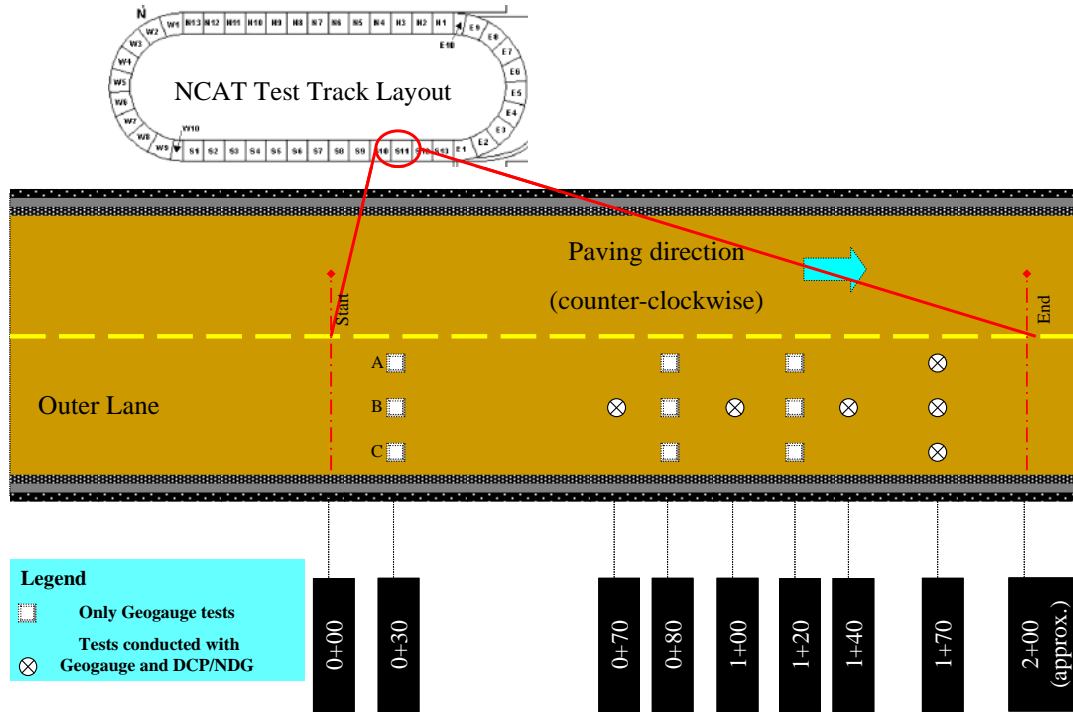 N
W1 N13 N12 N11 N10 N9 N8 N7 N6 N5 N4 N3 N2 N1 E9
W2 E8
W3 E10 E7
W4 E6
W5 NCAT Test Track Layout E5
W6 E4
W7 W10 E3
W8 E2
W9 S1 S2 S3 S4 S5 S6 S7 S8 S9 S10 S11 S12 S13 E1
Paving direction
(counter-clockwise)
Start
End
A
Outer Lane B
C
Legend
Only Geogauge tests
Tests conducted with
Geogauge and DCP/NDG
0+00
0+30
0+70
0+80
1+00
1+20
1+40
1+70
2+00
(approx.)